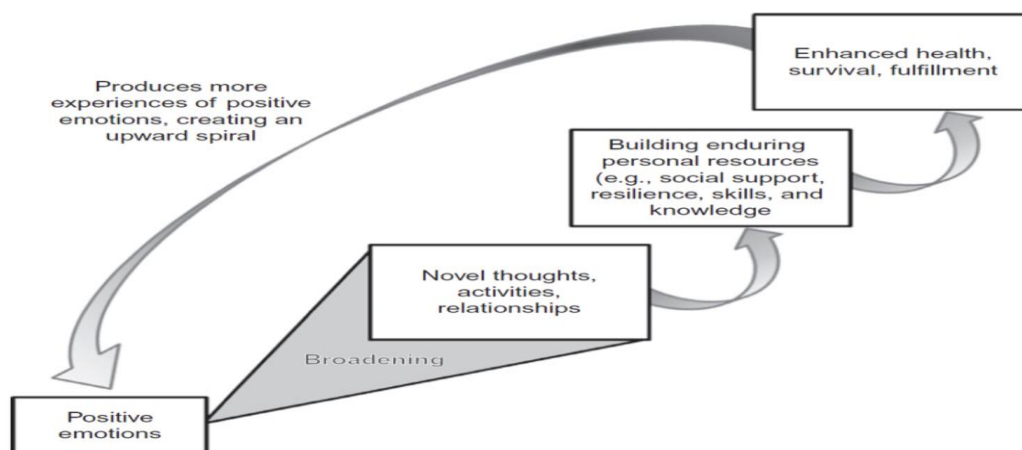 Enhanced health,
survival, fulfillment
Produces more
experiences of positive
emotions, creating an
upward spiral
Building enduring
personal resources
(e.g., social support,
resilience, skills, and
knowledge
Novel thoughts,
activities,
relationships
Broadening
Positive
emotions